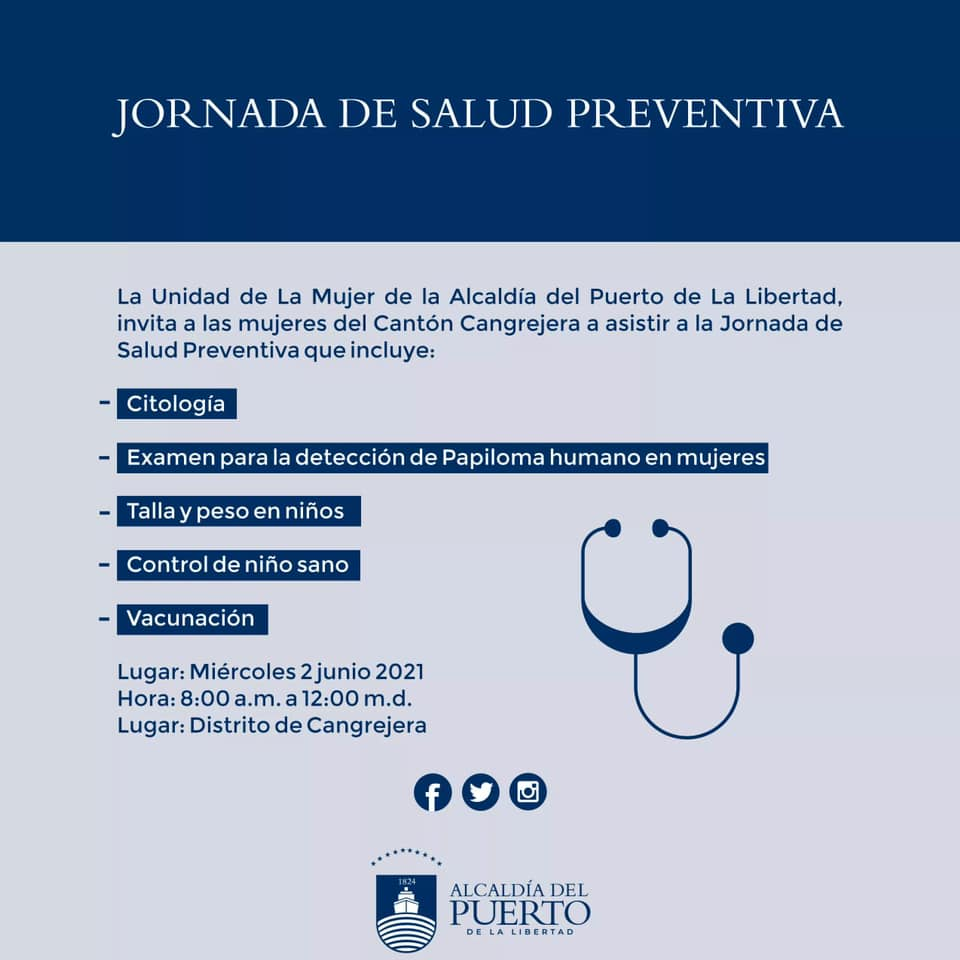 JORNADA DE SALUD PREVENTIVA
La Unidad de La Mujer de la Alcaldía del Puerto de La Libertad,
invita a las mujeres del Cantón Cangrejera a asistir a la Jornada de
Salud Preventiva que incluye:
- Citología
- Examen para la detección de Papiloma humano en mujeres
- Talla y peso en niños
- Control de niño sano
- Vacunación
Lugar: Miércoles 2 junio 2021
Hora: 8:00 a.m. a 12:00 m.d.
Lugar: Distrito de Cangrejera
1824
ALCALDÍA DEL
PUERTO
DE LA LIBERTAD